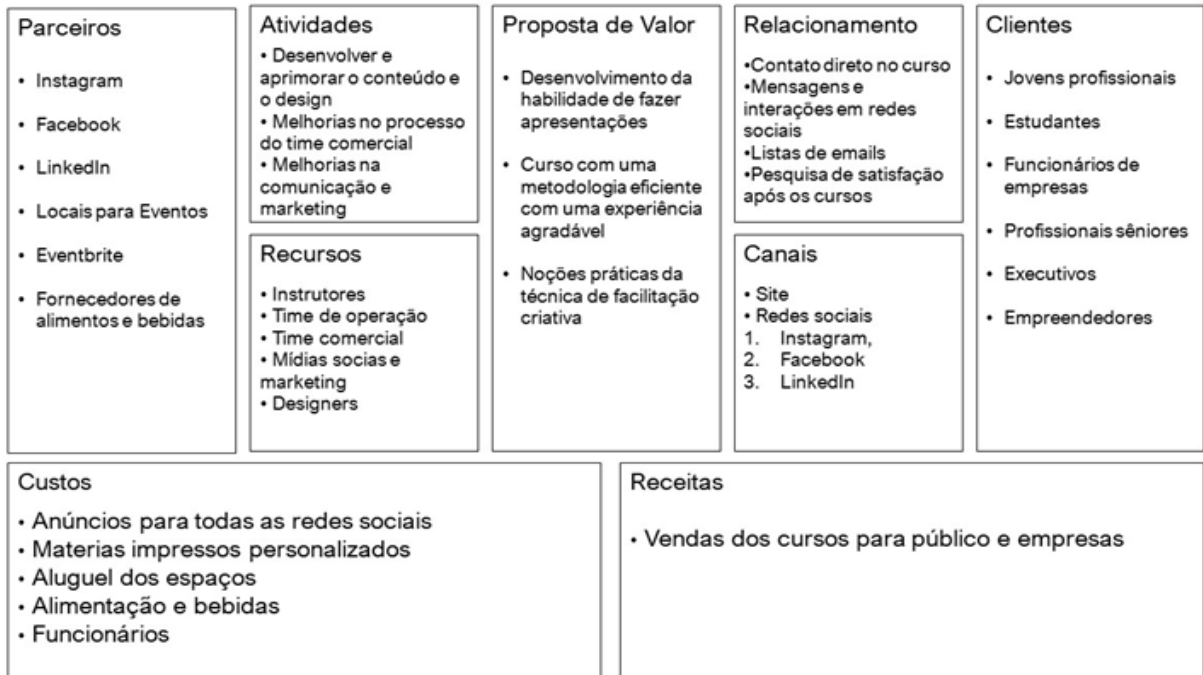 Parceiros
• Instagram
• Facebook
• LinkedIn
• Locais para Eventos
• Eventbrite
• Fornecedores de
alimentos e bebidas
Atividades
• Desenvolver e
aprimorar o conteúdo e
o design
• Melhorias no processo
do time comercial
• Melhorias na
comunicação e
marketing
Recursos
• Instrutores
• Time de operação
• Time comercial
• Mídias socias e
marketing
• Designers
Proposta de Valor
• Desenvolvimento da
habilidade de fazer
apresentações
• Curso com uma
metodologia eficiente
com uma experiência
agradável
• Noções práticas da
técnica de facilitação
criativa
Relacionamento
•Contato direto no curso
•Mensagens e
interações em redes
sociais
•Listas de emails
•Pesquisa de satisfação
após os cursos
Canais
• Site
• Redes sociais
1. Instagram,
2. Facebook
3. LinkedIn
Clientes
• Jovens profissionais
• Estudantes
• Funcionários de
empresas
• Profissionais sêniores
• Executivos
• Empreendedores
Custos
• Anúncios para todas as redes sociais
• Materias impressos personalizados
• Aluguel dos espaços
• Alimentação e bebidas
• Funcionários
Receitas
• Vendas dos cursos para público e empresas